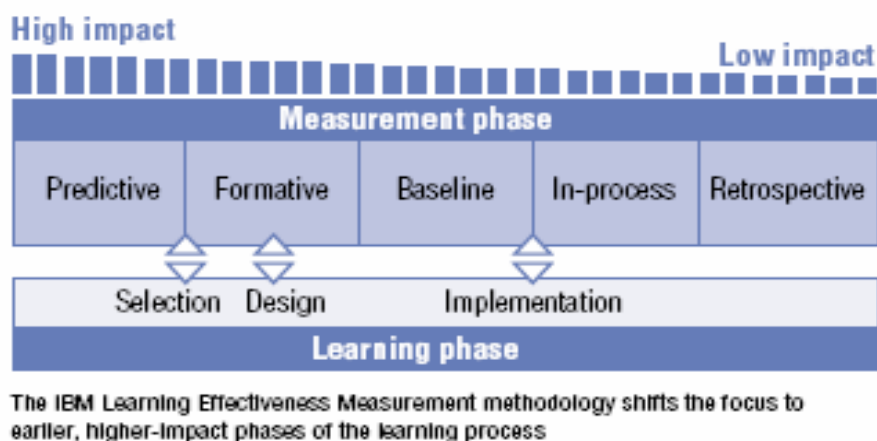 High impact
Low impact
Measurement phase
Predictive Formative Baseline In-process Retrospective
Selection Design Implementation
Learning phase
The IBM Learning Effectiveness Measurement methodology shifts the focus to
earlier, higher-impact phases of the learning process